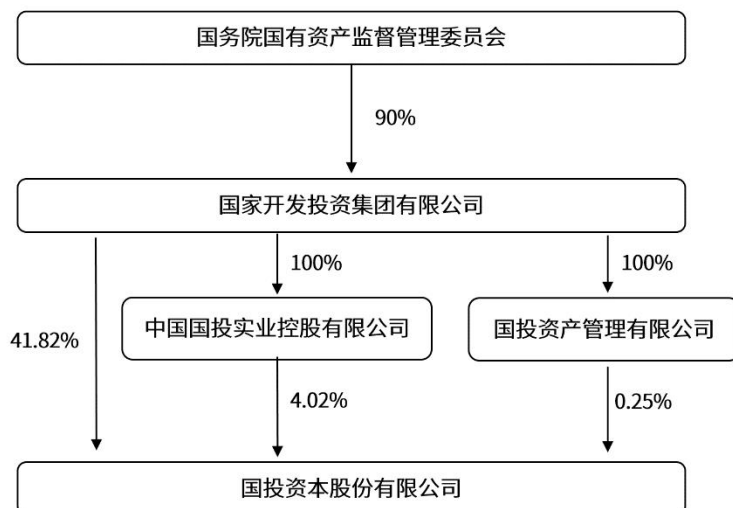 国务院国有资产监督管理委员会
90%
国家开发投资集团有限公司
100%
100%
中国国投实业控股有限公司
国投资产管理有限公司
41.82%
4.02%
0.25%
国投资本股份有限公司